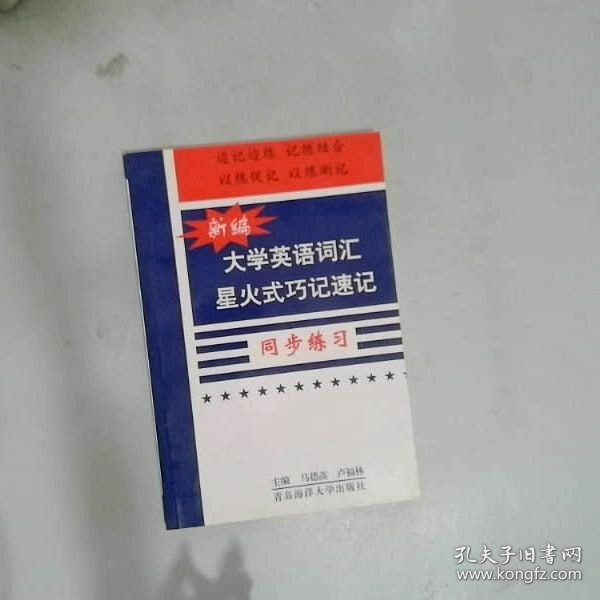 边记边练 记练结合
以练促记 以练测记
新编
大学英语词汇
星火式巧记速记
同步练习
主编 马德高 卢福林
青岛海洋大学出版社
孔夫子旧书网
www.kongfz.com